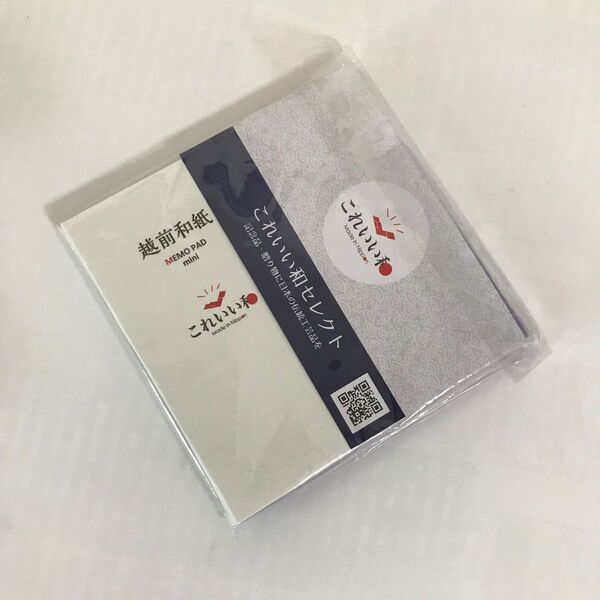 越前和紙
MEMO PAD
mini
これいい和
Made in Nippon
これいい和セレクト
記念品・贈り物に日本の伝統工芸品を
これいい和
Made in Nippon